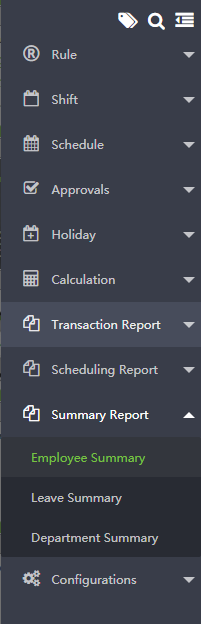 Rule
Shift
Schedule
Approvals
Holiday
Calculation
Transaction Report
Scheduling Report
Summary Report
Employee Summary
Leave Summary
Department Summary
Configurations